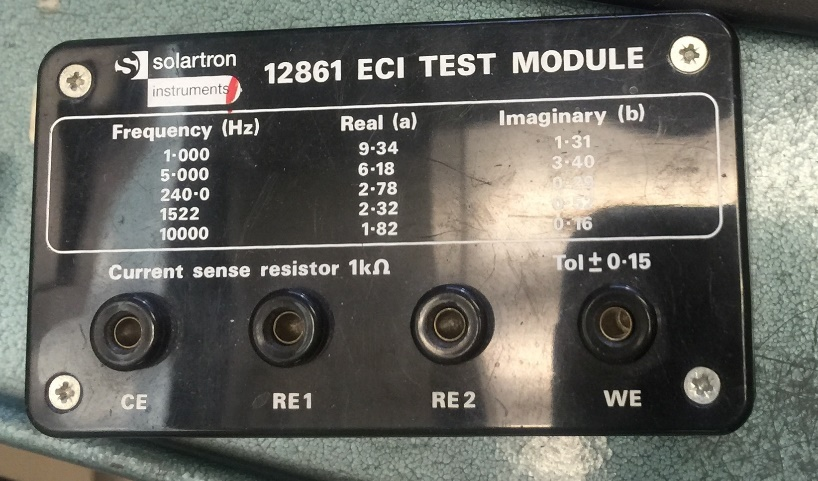 solartron
instruments
12861 ECI TEST MODULE
Frequency (Hz) Real (a) Imaginary (b)
1·000 9·34 1·31
5·000 6·18 3·40
240·0 2·78
1522 2·32
10000 1·82 0·16
Current sense resistor 1kΩ Tol ± 0·15
CE RE1 RE2 WE